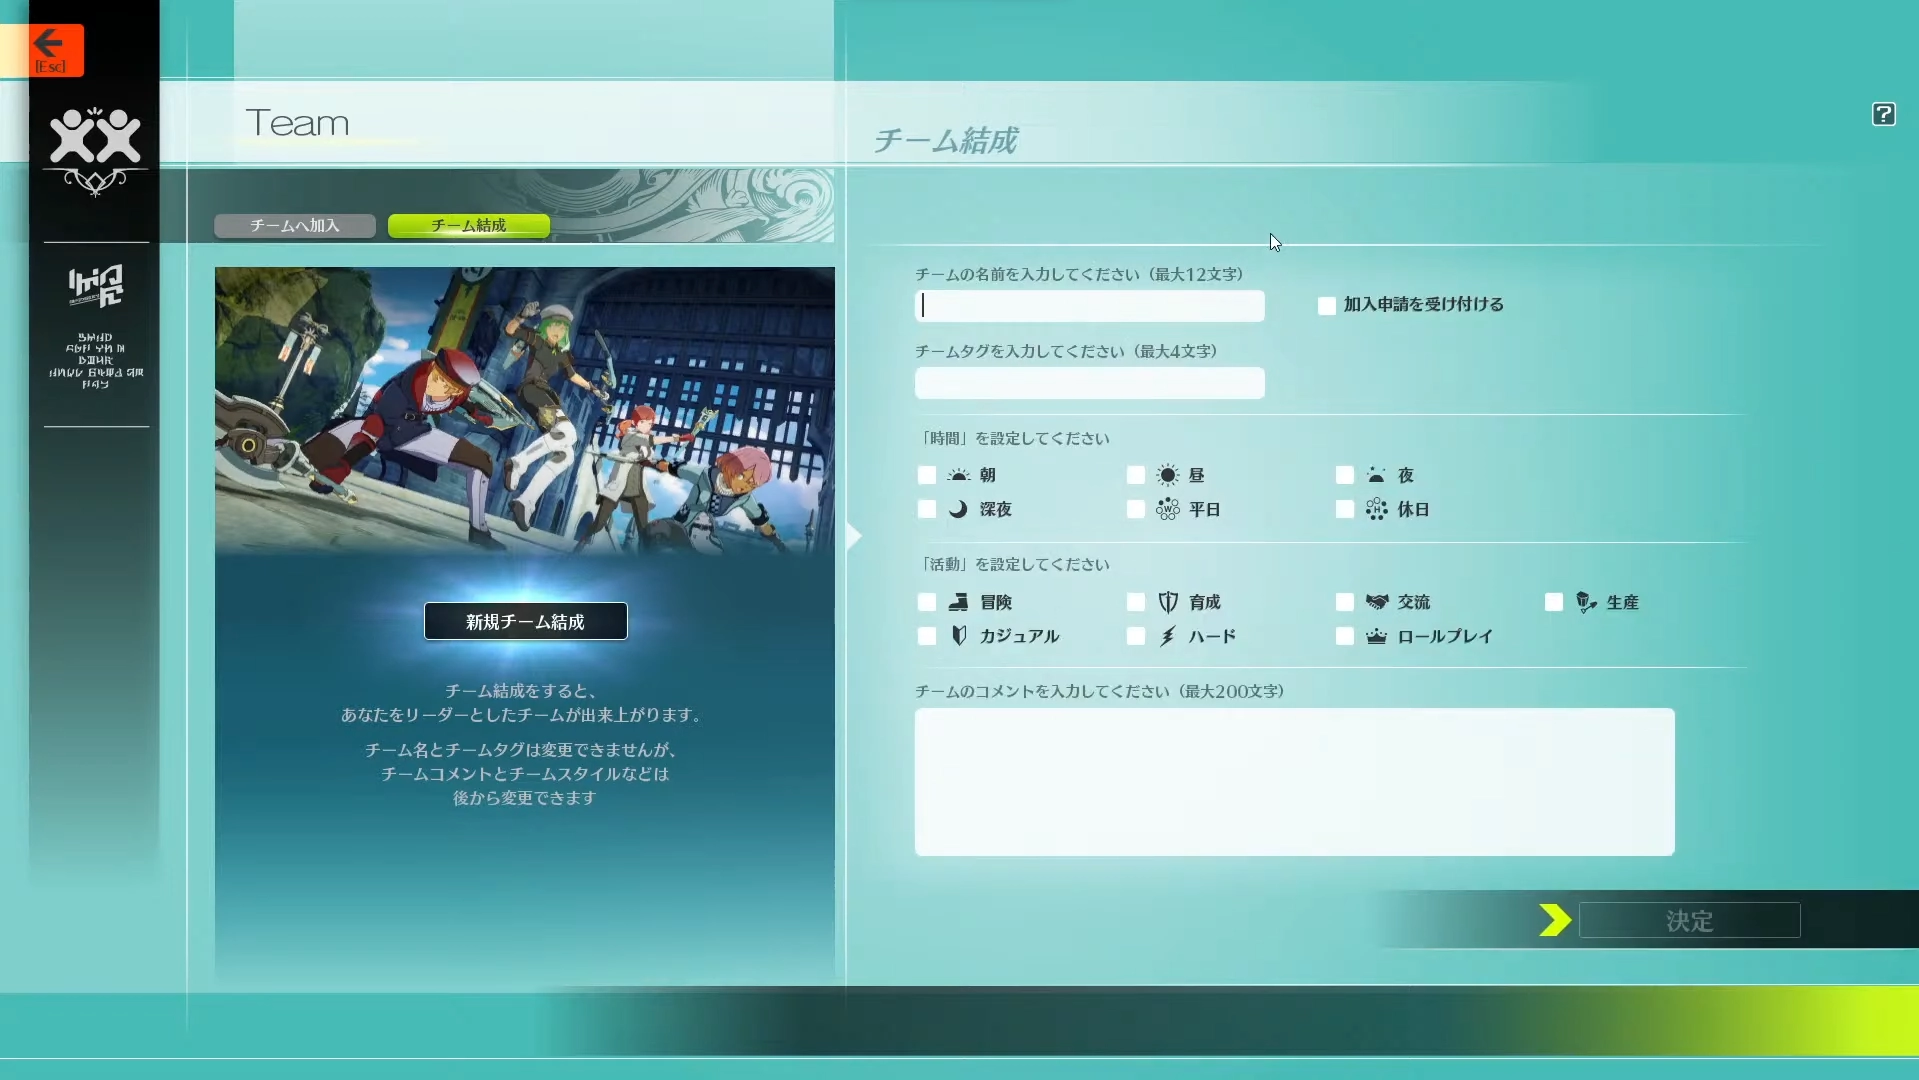 [Esc]
Team
チーム結成
?
チームへ加入
チーム結成
新規チーム結成
チーム結成をすると、
あなたをリーダーとしたチームが出来上がります。
チーム名とチームタグは変更できませんが、
チームコメントとチームスタイルなどは
後から変更できます
チームの名前を入力してください（最大12文字）
加入申請を受け付ける
チームタグを入力してください（最大4文字）
「時間」を設定してください
朝 昼 夜
深夜 平日 休日
「活動」を設定してください
冒険 育成 交流 生産
カジュアル ハード ロールプレイ
チームのコメントを入力してください（最大200文字）
決定